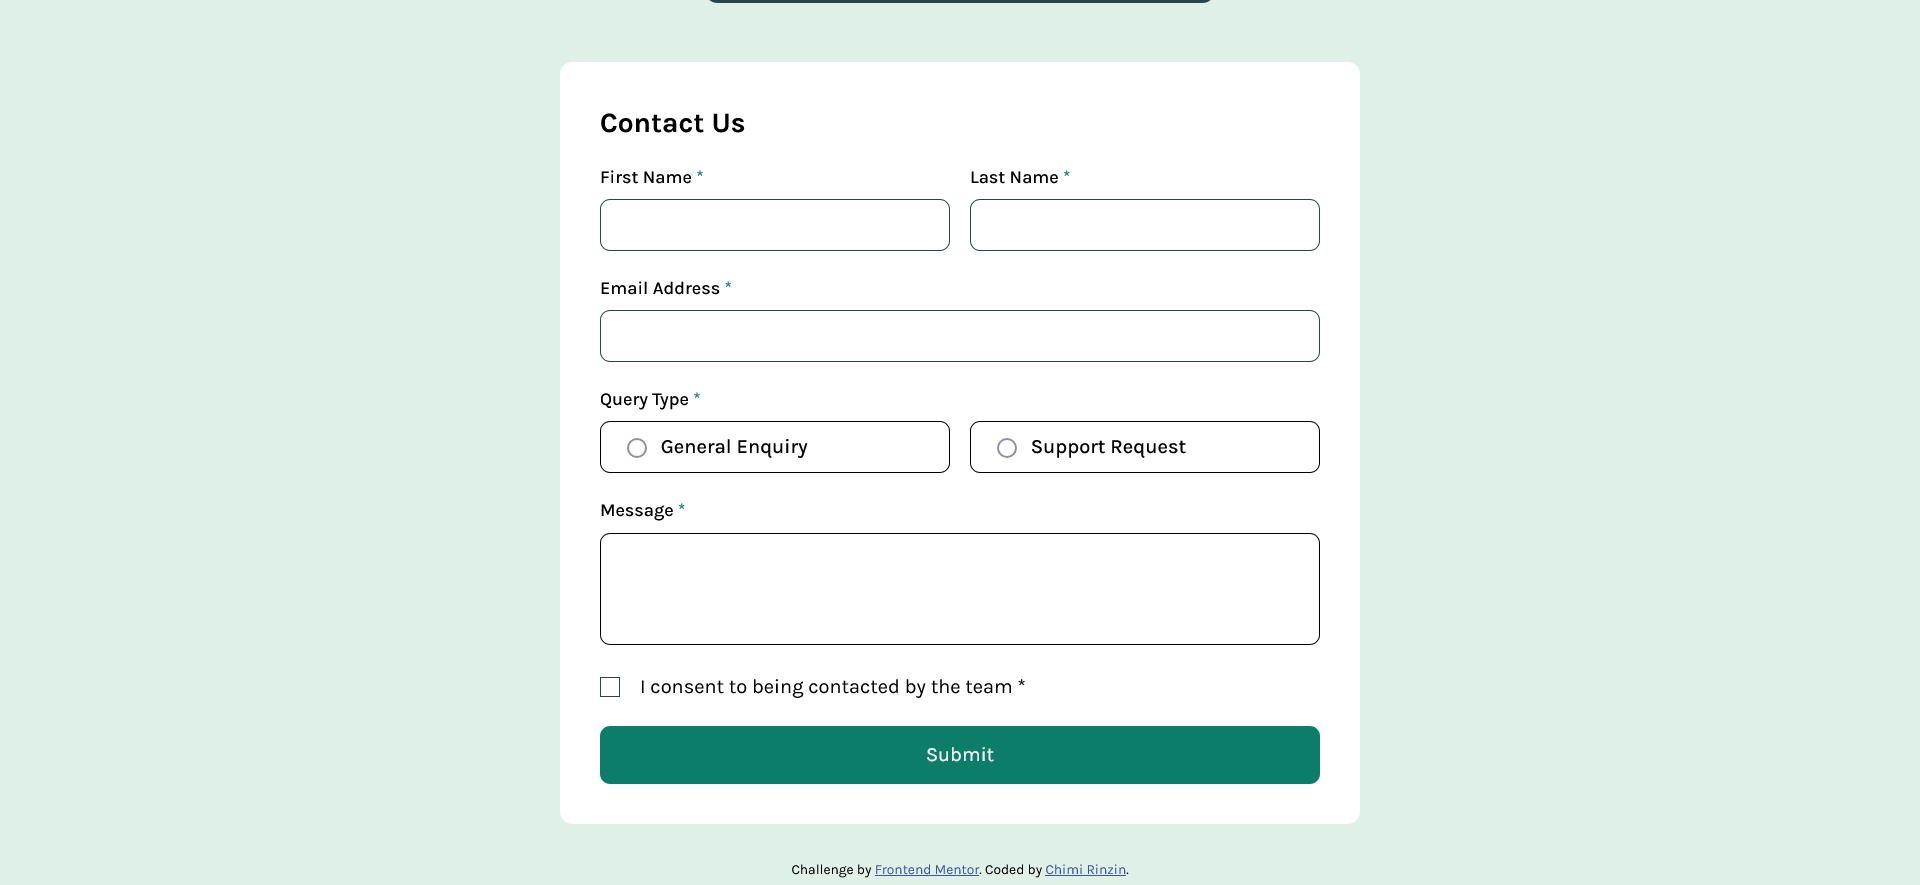 Contact Us
First Name * Last Name *
Email Address *
Query Type *
General Enquiry Support Request
Message *
I consent to being contacted by the team *
Submit
Challenge by Frontend Mentor. Coded by Chimi Rinzin.